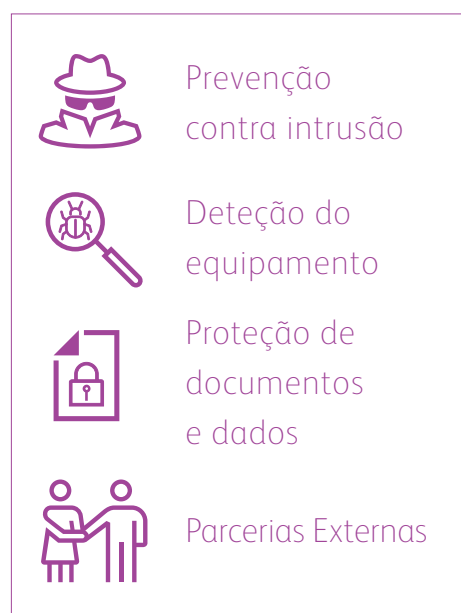 Prevenção
contra intrusão
Deteção do
equipamento
Proteção de
documentos
e dados
Parcerias Externas